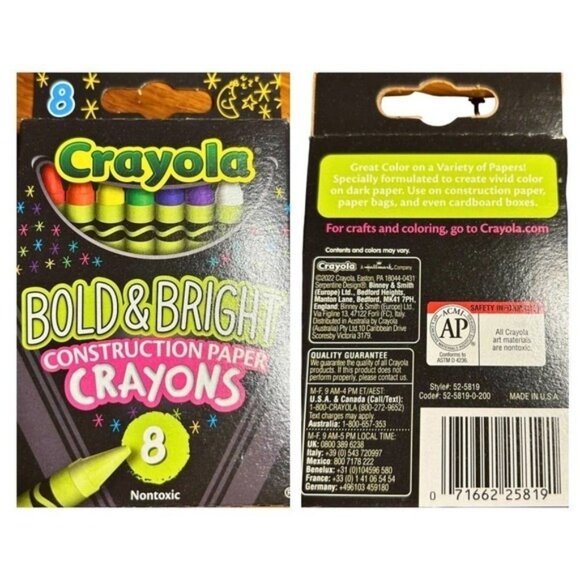 8
Crayola
BOLD & BRIGHT
CONSTRUCTION PAPER
CRAYONS
8
Nontoxic
Great Color on a Variety of Papers!
Specially formulated to create vivid color
on dark paper. Use on construction paper,
paper bags, and even cardboard boxes.
For crafts and coloring, go to Crayola.com
Contents and colors may vary.
Crayola A Hallmark Company
©2022 Crayola, Easton, PA 18044-0431
Serpentine Design®. Binney & Smith
(Europe) Ltd., Bedford Heights,
Manton Lane, Bedford, MK41 7PH,
ENGLAND; Binney & Smith (Europe) Ltd.
Via Figline 13, 47122 Forlì (FC), Italy.
Distributed in Australia by Crayola
(Australia) Pty Ltd.10 Caribbean Drive
Scoresby Victoria 3179.
QUALITY GUARANTEE
We guarantee the quality of all Crayola
products. If this product does not
perform properly, please contact us.
M-F, 9 AM-4 PM ET/AEST:
U.S.A. & Canada (Call/Text):
1-800-CRAYOLA (800-272-9652)
Text charges may apply.
Australia: 1-800-657-353
M-F, 9 AM-5 PM LOCAL TIME:
UK: 0800 389 6238
Italy: +39 (0) 543 720997
Mexico: 800 7178 222
Benelux: +31 (0)104596 580
France: +33 (0) 1 41 06 54 54
Germany: +496103 459180
SAFETY INFORMATION
ACMI
AP
Conforms to
ASTM D 4236.
All Crayola
art materials
are nontoxic.
Style#: 52-5819
Code#: 52-5819-0-200
MADE IN U.S.A.
0 71662 25819